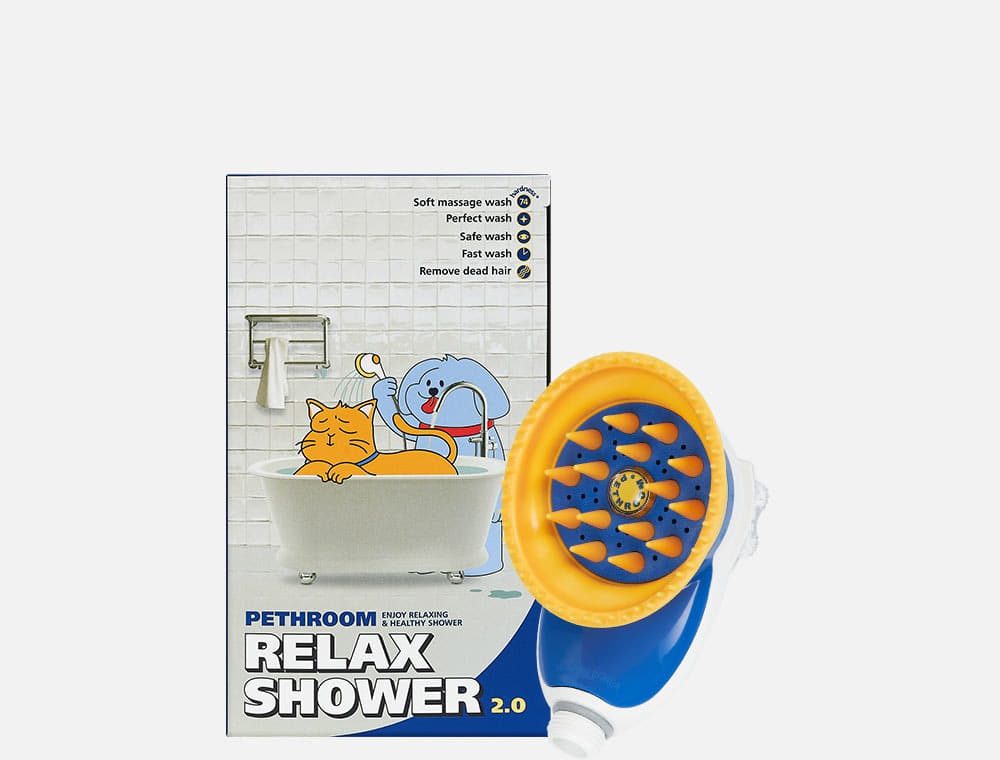 hardness+
Soft massage wash 74
Perfect wash
Safe wash
Fast wash
Remove dead hair
PETHROOM
PETHROOM ENJOY RELAXING
& HEALTHY SHOWER
RELAX
SHOWER 2.0